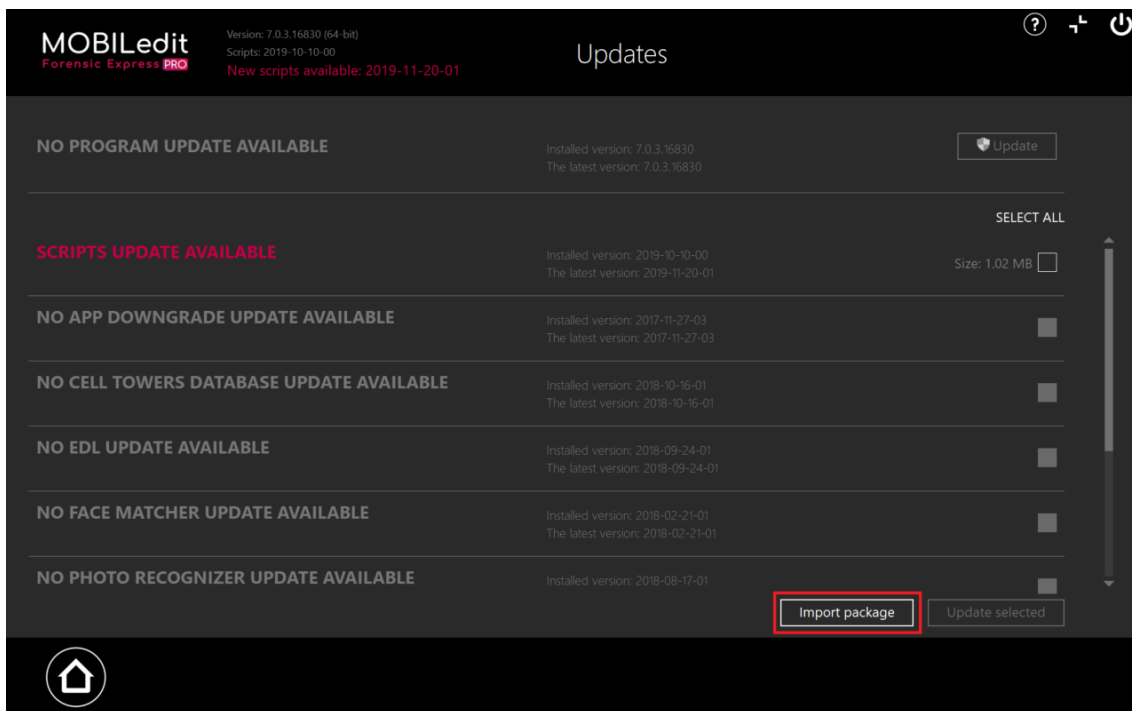 MOBILedit
Forensic Express PRO
Version: 7.0.3.16830 (64-bit)
Scripts: 2019-10-10-00
New scripts available: 2019-11-20-01
Updates
?
NO PROGRAM UPDATE AVAILABLE
Installed version: 7.0.3.16830
The latest version: 7.0.3.16830
Update
SELECT ALL
SCRIPTS UPDATE AVAILABLE
Installed version: 2019-10-10-00
The latest version: 2019-11-20-01
Size: 1.02 MB
NO APP DOWNGRADE UPDATE AVAILABLE
Installed version: 2017-11-27-03
The latest version: 2017-11-27-03
NO CELL TOWERS DATABASE UPDATE AVAILABLE
Installed version: 2018-10-16-01
The latest version: 2018-10-16-01
NO EDL UPDATE AVAILABLE
Installed version: 2018-09-24-01
The latest version: 2018-09-24-01
NO FACE MATCHER UPDATE AVAILABLE
Installed version: 2018-02-21-01
The latest version: 2018-02-21-01
NO PHOTO RECOGNIZER UPDATE AVAILABLE
Installed version: 2018-08-17-01
Import package
Update selected